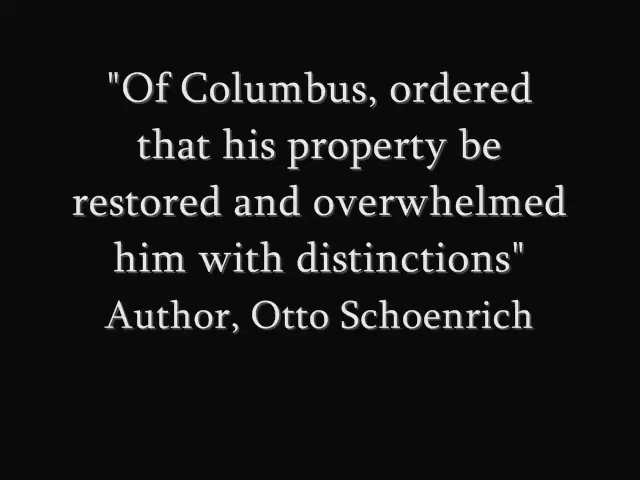 "Of Columbus, ordered
that his property be
restored and overwhelmed
him with distinctions"
Author, Otto Schoenrich